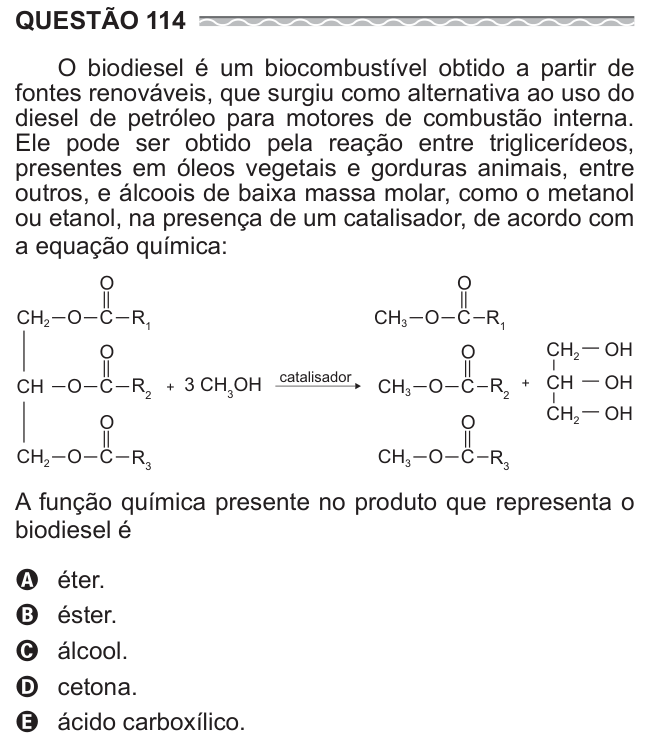 QUESTÃO 114
O biodiesel é um biocombustível obtido a partir de
fontes renováveis, que surgiu como alternativa ao uso do
diesel de petróleo para motores de combustão interna.
Ele pode ser obtido pela reação entre triglicerídeos,
presentes em óleos vegetais e gorduras animais, entre
outros, e álcoois de baixa massa molar, como o metanol
ou etanol, na presença de um catalisador, de acordo com
a equação química:
O O
CH₂—O—C—R₁ CH₃—O—C—R₁
O O CH₂— OH
CH —O—C—R₂ + 3 CH₃OH catalisador CH₃—O—C—R₂ + CH — OH
O O CH₂— OH
CH₂—O—C—R₃ CH₃—O—C—R₃
A função química presente no produto que representa o
biodiesel é
A éter.
B éster.
C álcool.
D cetona.
E ácido carboxílico.